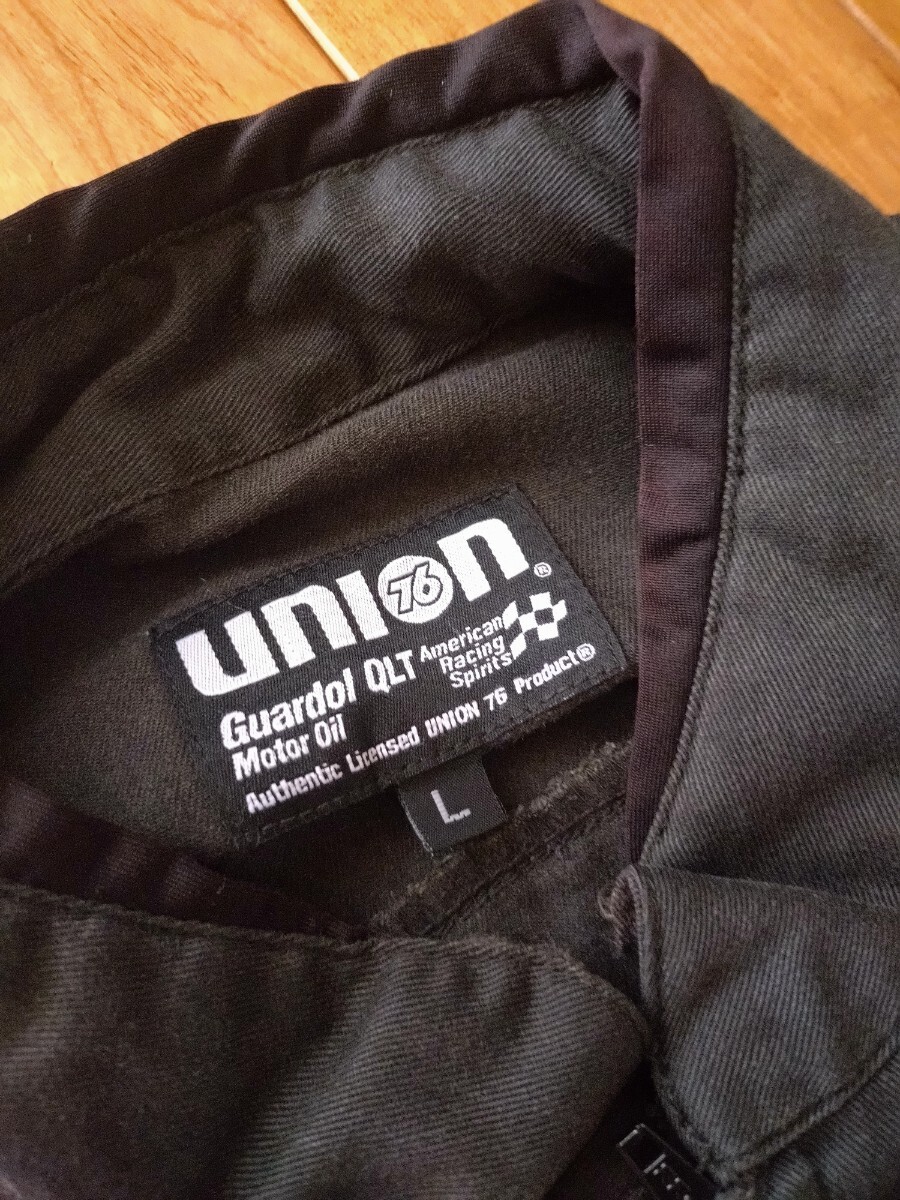 union
76
®
Guardol QLT
Motor Oil
American
Racing
Spirits
Authentic Licensed UNION 76 Product®
L